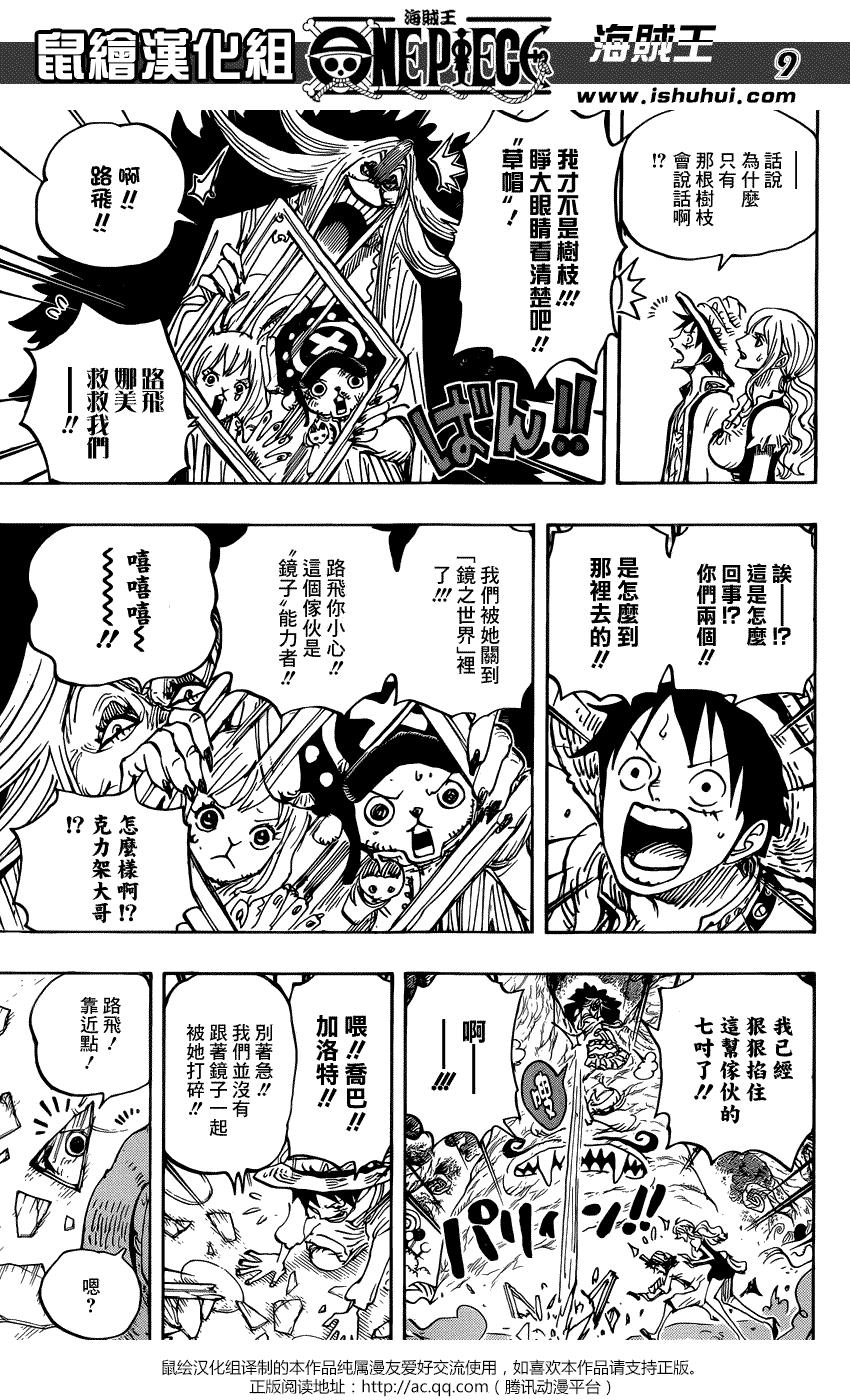 鼠繪漢化組
海賊王
ONE PIECE
海賊王
9
www.ishuhui.com
話說
——
為什麼
只有
那根樹枝
會說話啊
!?
我才不是樹枝!!!
睜大眼睛看清楚吧!!
“草帽”!
啊!!
路飛!!
路飛
娜美
救救我們
——!!
ばん!!
誒——!?
這是怎麼
回事!?
你們兩個!!
是怎麼到
那裡去的!!
我們被她關到
「鏡之世界」裡
了!!!
路飛你小心!!
這個傢伙是
“鏡子”能力者!!
嘻嘻嘻~
~~~~~!!
怎麼樣啊!?
克力架大哥
!?
我已經
狠狠掐住
這幫傢伙的
七吋了!!
啊——
——!!!
パリィン!!
喂!!喬巴!!
加洛特!!
別著急!!
我們並沒有
跟著鏡子一起
被她打碎!!
路飛!
靠近點!
嗯?
鼠绘汉化组译制的本作品纯属漫友爱好交流使用，如喜欢本作品请支持正版。
正版阅读地址：http://ac.qq.com（腾讯动漫平台）